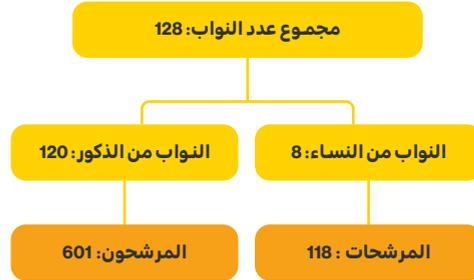 مجموع عدد النواب: 128
النواب من النساء: 8
النواب من الذكور: 120
المرشحات : 118
المرشحون: 601